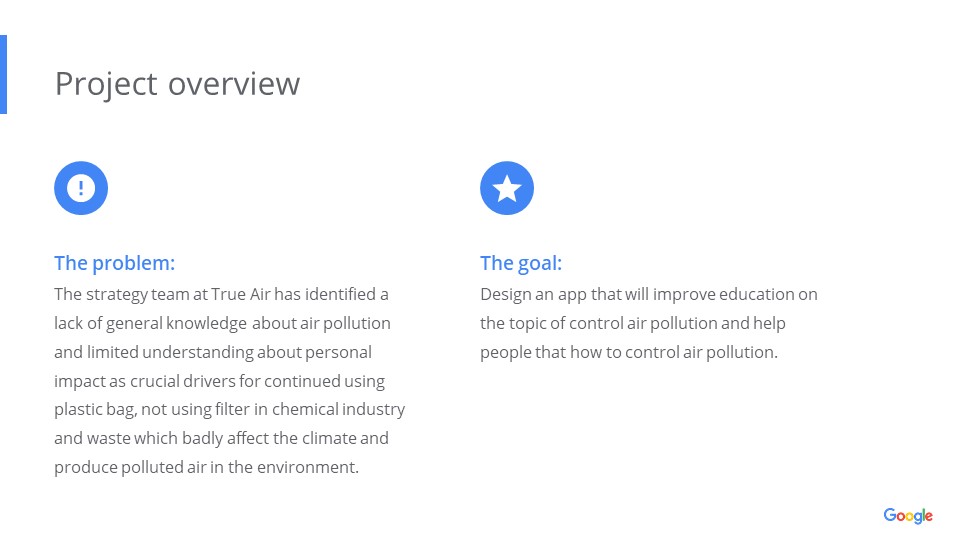 Project overview
The problem:
The strategy team at True Air has identified a
lack of general knowledge about air pollution
and limited understanding about personal
impact as crucial drivers for continued using
plastic bag, not using filter in chemical industry
and waste which badly affect the climate and
produce polluted air in the environment.
The goal:
Design an app that will improve education on
the topic of control air pollution and help
people that how to control air pollution.
Google